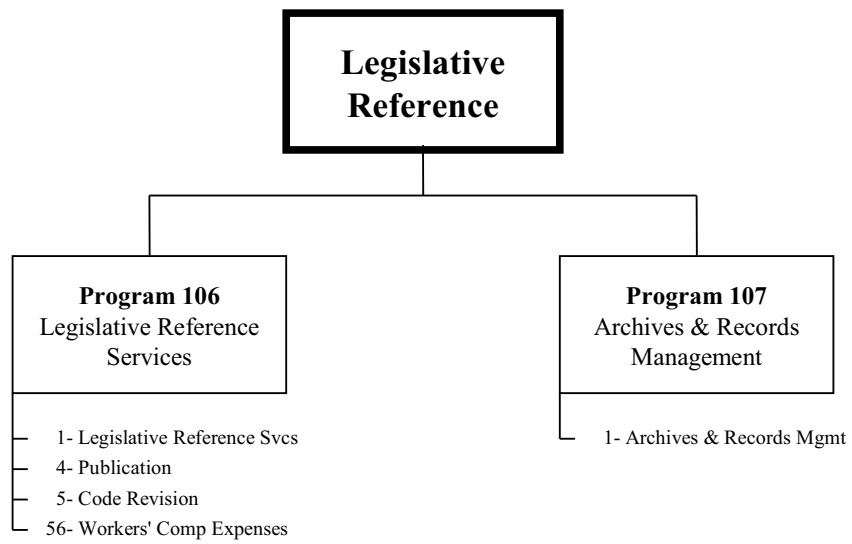 Legislative
Reference
Program 106
Legislative Reference
Services
1- Legislative Reference Svcs
4- Publication
5- Code Revision
56- Workers' Comp Expenses
Program 107
Archives & Records
Management
1- Archives & Records Mgmt